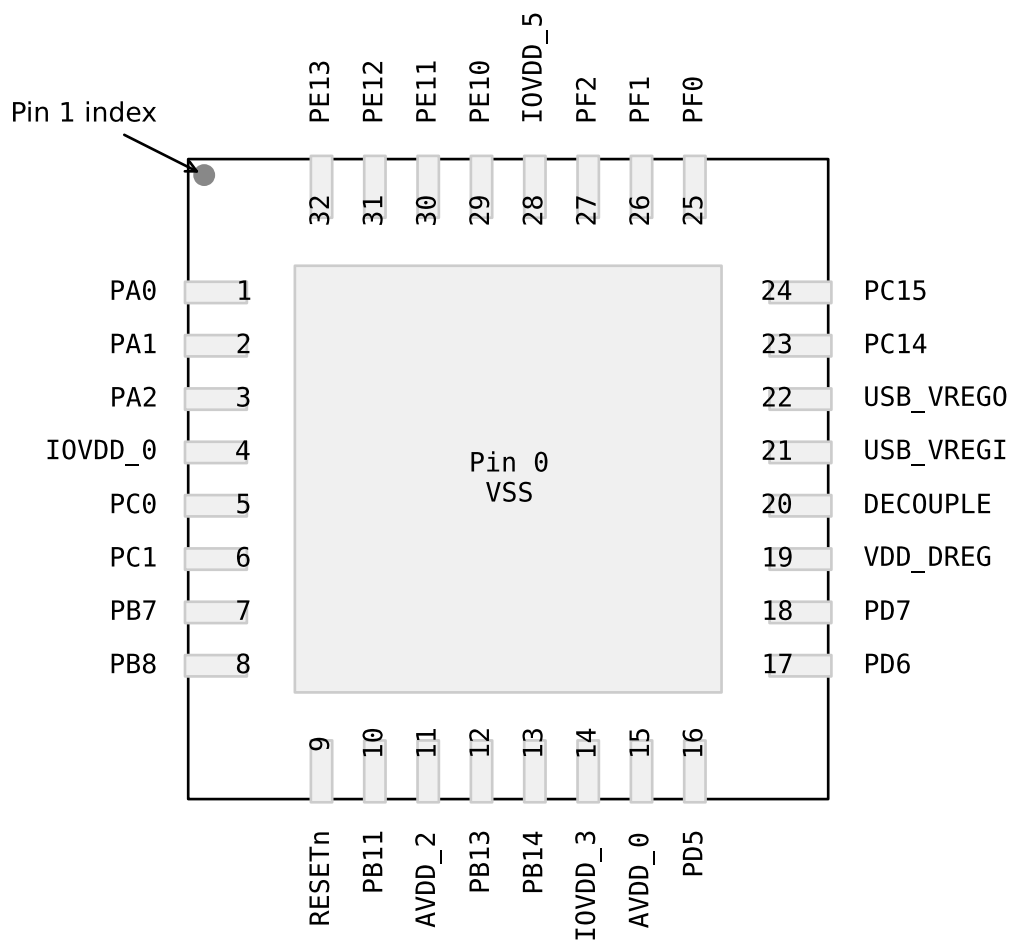 PE13
PE12
PE11
PE10
IOVDD_5
PF2
PF1
PF0
Pin 1 index
32
31
30
29
28
27
26
25
PA0 1
24 PC15
PA1 2
23 PC14
PA2 3
22 USB_VREGO
IOVDD_0 4
21 USB_VREGI
Pin 0
VSS
PC0 5
20 DECOUPLE
PC1 6
19 VDD_DREG
PB7 7
18 PD7
PB8 8
17 PD6
9
10
11
12
13
14
15
16
RESETn
PB11
AVDD_2
PB13
PB14
IOVDD_3
AVDD_0
PD5